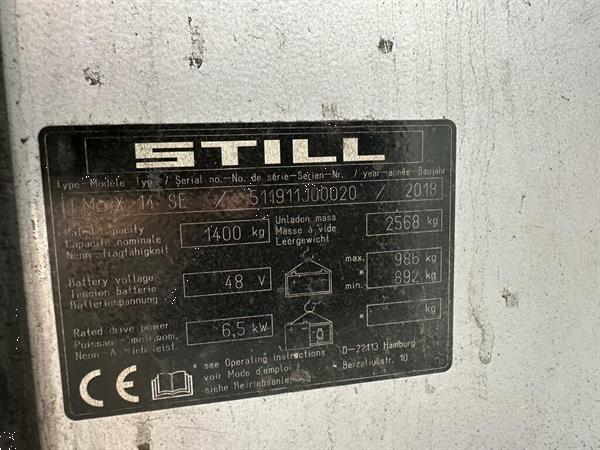 STILL
Type- Modele Typ / Serial no.-No. de série-Serien-Nr. / year-année-Baujahr
14 SE / 511911J00020 / 2018
Rated capacity
Capacité nominale
Nenn-Tragfähigkeit
1400 kg
Unladen mass
Masse à vide
Leergewicht
2568 kg
Battery voltage
Tension batterie
Batteriespannung
48 V
max. 986 kg
*
min. 892 kg
Rated drive power
6,5 kW
* kg
* see Operating instructions
voir Mode d'emploi
siehe Betriebsanle
D-22113 Hamburg
* Berzeliusstr. 10
CE